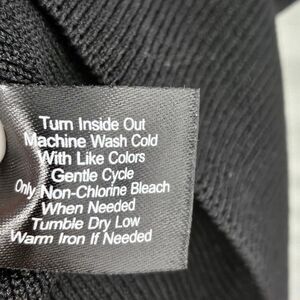 Turn Inside Out
Machine Wash Cold
With Like Colors
Gentle Cycle
Only Non-Chlorine Bleach
When Needed
Tumble Dry Low
Warm Iron If Needed